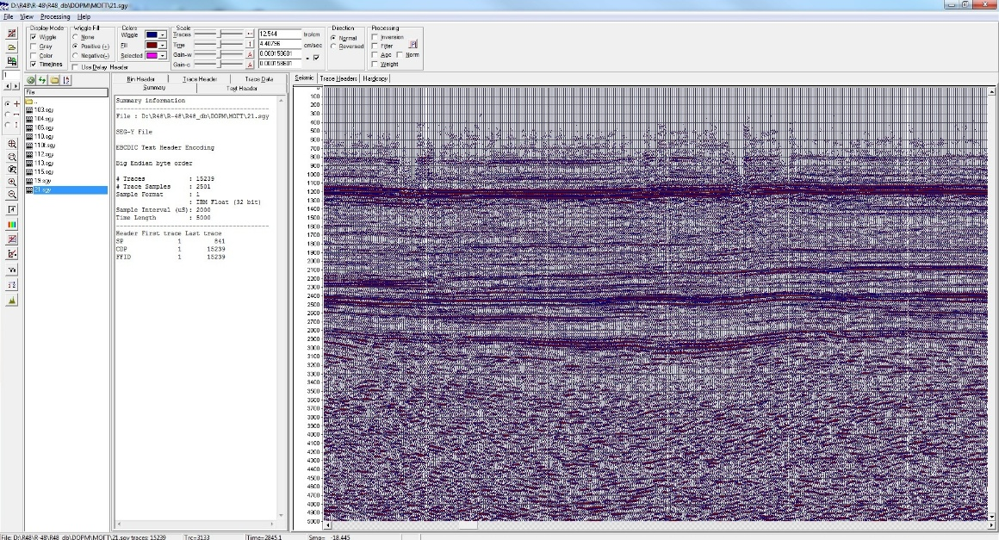 D:\R48\R-48\R48_db\DOPM\МОГТ\21.sgy
File View Processing Help
Display Mode
Wiggle
Gray
Color
Timelines
Wiggle Fill
None
Positive (+)
Negative(-)
Use Delay Header
Colors
Wiggle
Fill
Selected
Scale
Traces 12.544 trc/cm
Time 4.40796 cm/sec
Gain-w 0.000158601
Gain-c 0.000158601
=
Direction
Normal
Reversed
Processing
Inversion
Filter
Agc Norm
Weight
1
File
..
103.sgy
104.sgy
106.sgy
110.sgy
110t.sgy
112.sgy
113.sgy
115.sgy
19.sgy
21.sgy
Bin Header Trace Header Trace Data
Summary Text Header
Summary information
File : D:\R48\R-48\R48_db\DOPM\МОГТ\21.sgy
SEG-Y File
EBCDIC Text Header Encoding
Big Endian byte order
# Traces : 15239
# Trace Samples : 2501
Sample Format : 1
: IBM Float (32 bit)
Sample Interval (uS): 2000
Time Length : 5000
Header First trace Last trace
SP 1 841
CDP 1 15239
FFID 1 15239
Seismic Trace Headers Hardcopy
0
100
200
300
400
500
600
700
800
900
1000
1100
1200
1300
1400
1500
1600
1700
1800
1900
2000
2100
2200
2300
2400
2500
2600
2700
2800
2900
3000
3100
3200
3300
3400
3500
3600
3700
3800
3900
4000
4100
4200
4300
4400
4500
4600
4700
4800
4900
5000
File: D:\R48\R-48\R48_db\DOPM\МОГТ\21.sgy traces: 15239 Trc=3133 Time=2845.1 Smp= -18.445